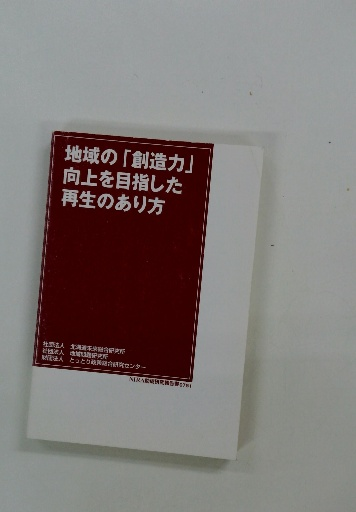 地域の「創造力」
向上を目指した
再生のあり方
社団法人　北海道未来総合研究所
社団法人　地域問題研究所
財団法人　とっとり政策総合研究センター